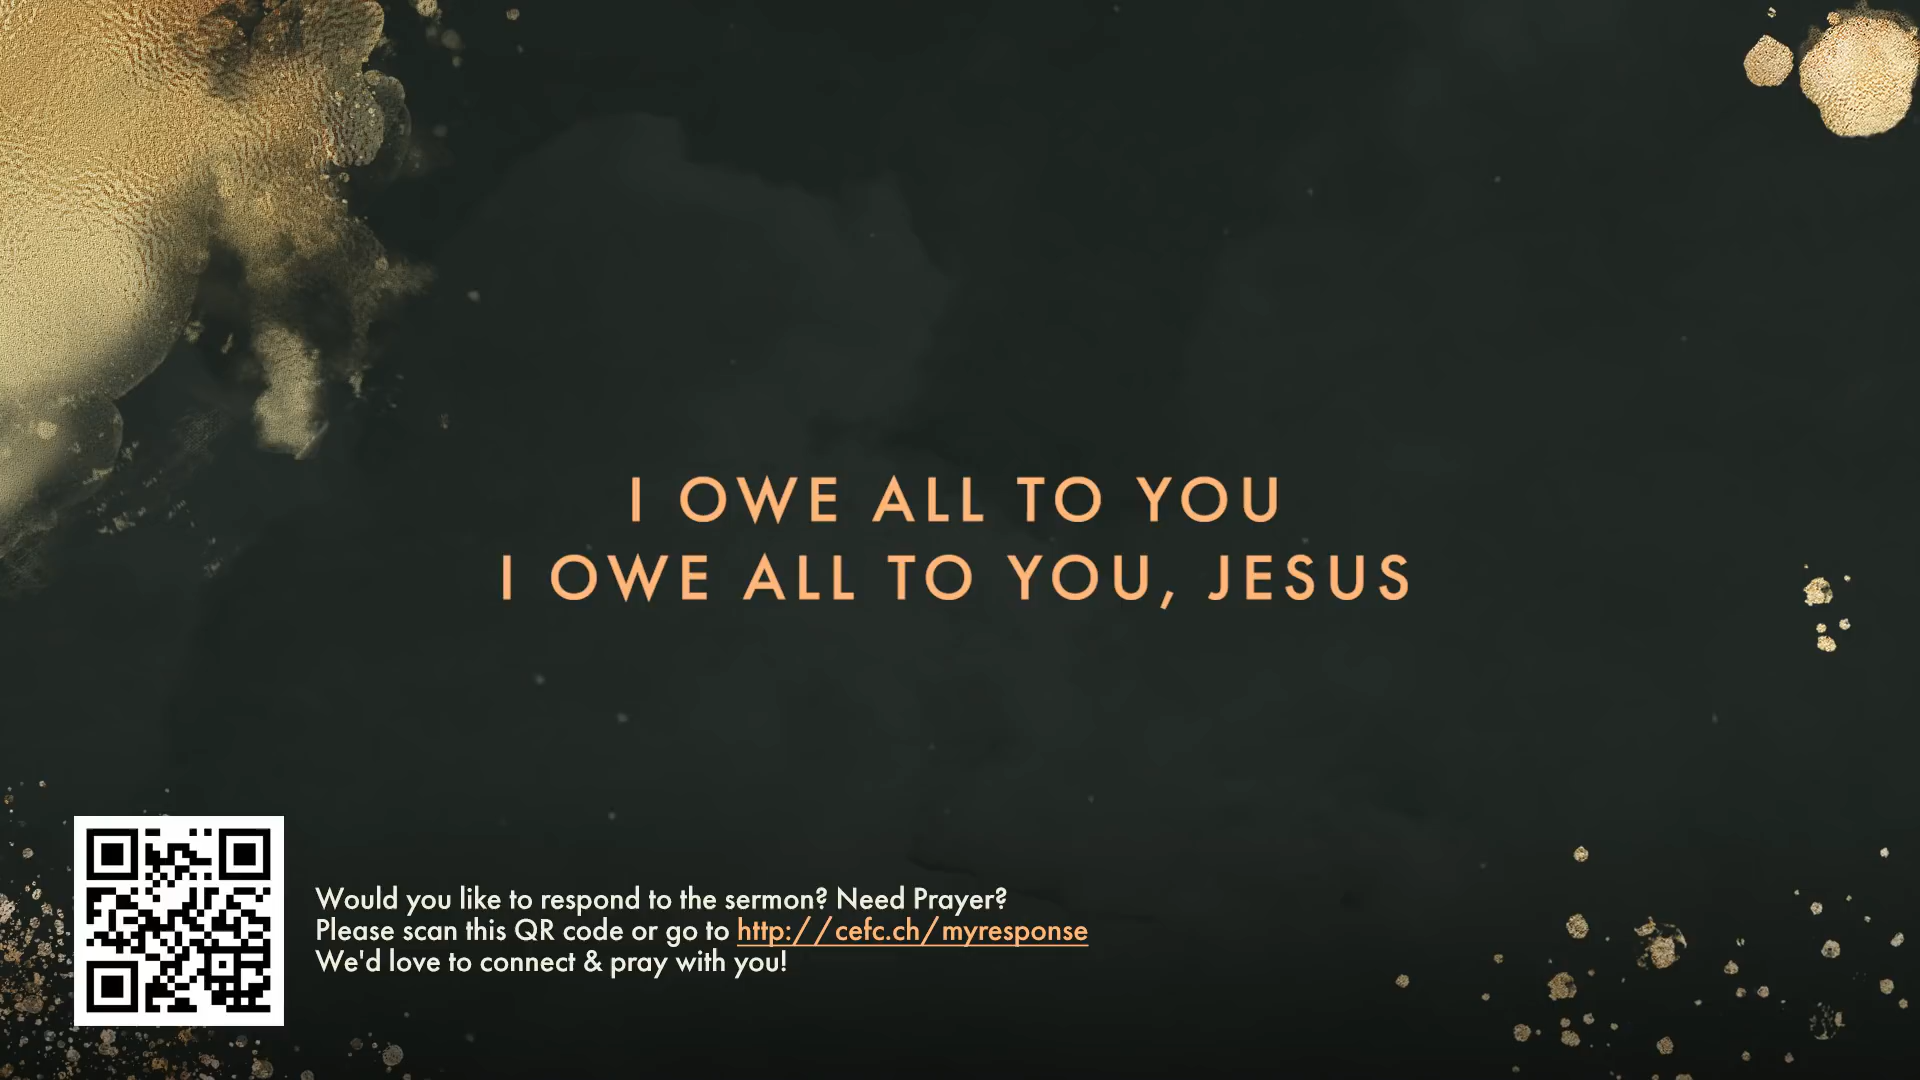 I OWE ALL TO YOU
I OWE ALL TO YOU, JESUS
Would you like to respond to the sermon? Need Prayer?
Please scan this QR code or go to http://cefc.ch/myresponse
We'd love to connect & pray with you!